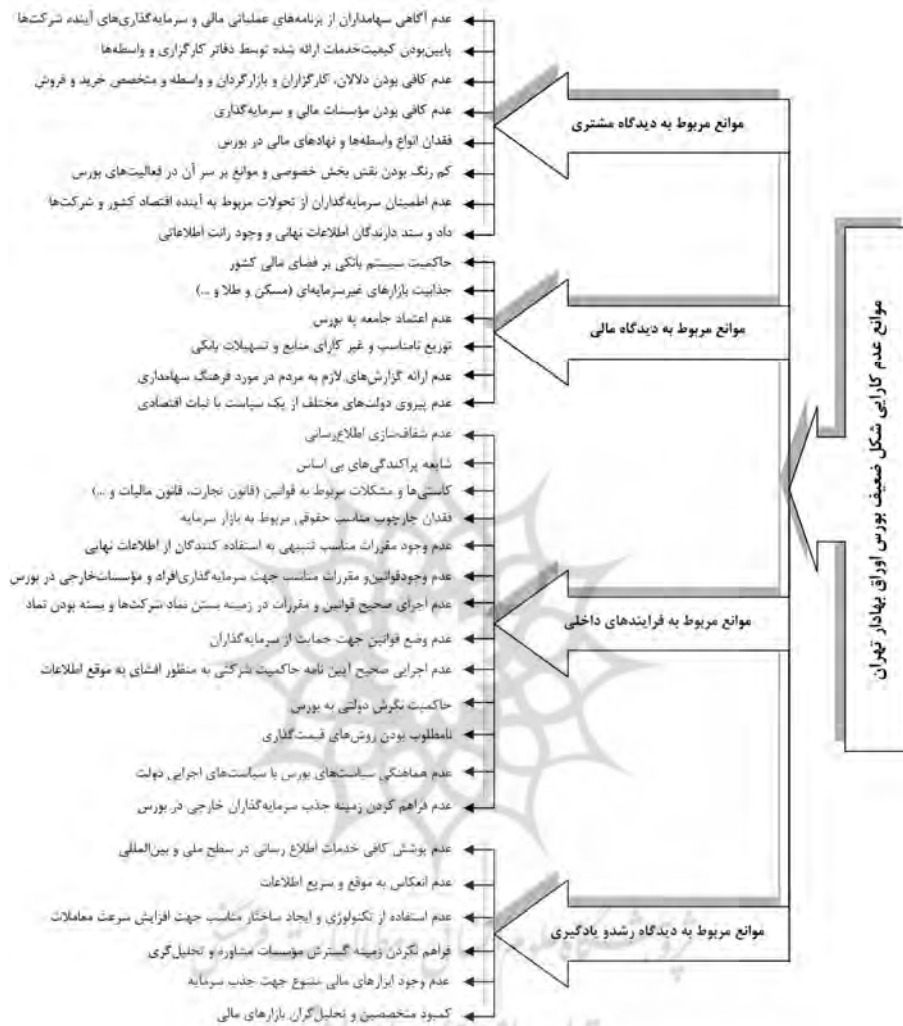 موانع عدم کارایی شکل ضعیف بورس اوراق بهادار تهران
موانع مربوط به دیدگاه مشتری
عدم آگاهی سهامداران از برنامه‌های عملیاتی مالی و سرمایه‌گذاری‌های آینده شرکت‌ها
پایین‌بودن کیفیت‌خدمات ارائه شده توسط دفاتر کارگزاری و واسطه‌ها
عدم کافی بودن دلالان، کارگزاران و بازارگردان و واسطه و متخصص خرید و فروش
عدم کافی بودن مؤسسات مالی و سرمایه‌گذاری
فقدان انواع واسطه‌ها و نهادهای مالی در بورس
کم رنگ بودن نقش بخش خصوصی و موانع بر سر آن در فعالیت‌های بورس
عدم اطمینان سرمایه‌گذاران از تحولات مربوط به آینده اقتصاد کشور و شرکت‌ها
داد و ستد دارندگان اطلاعات نهانی و وجود رانت اطلاعاتی
موانع مربوط به دیدگاه مالی
حاکمیت سیستم بانکی بر فضای مالی کشور
جذابیت بازارهای غیرسرمایه‌ای (مسکن و طلا و ...)
عدم اعتماد جامعه به بورس
توزیع نامناسب و غیر کارای منابع و تسهیلات بانکی
عدم ارائه گزارش‌های لازم به مردم در مورد فرهنگ سهامداری
عدم پیروی دولت‌های مختلف از یک سیاست با ثبات اقتصادی
موانع مربوط به فرایندهای داخلی
عدم شفاف‌سازی اطلاع‌رسانی
شایعه پراکندگی‌های بی اساس
کاستی‌ها و مشکلات مربوط به قوانین (قانون تجارت، قانون مالیات و ...)
فقدان چارچوب مناسب حقوقی مربوط به بازار سرمایه
عدم وجود مقررات مناسب تنبیهی به استفاده کنندگان از اطلاعات نهایی
عدم وجودقوانین‌و مقررات مناسب جهت سرمایه‌گذاری‌افراد و مؤسسات‌خارجی در بورس
عدم اجرای صحیح قوانین و مقررات در زمینه بستن نماد شرکت‌ها و بسته بودن نماد
عدم وضع قوانین جهت حمایت از سرمایه‌گذاران
عدم اجرایی صحیح آیین نامه حاکمیت شرکتی به منظور افشای به موقع اطلاعات
حاکمیت نگرش دولتی به بورس
نامطلوب بودن روش‌های قیمت‌گذاری
عدم هماهنگی سیاست‌های بورس با سیاست‌های اجرایی دولت
عدم فراهم کردن زمینه جذب سرمایه‌گذاران خارجی در بورس
موانع مربوط به دیدگاه رشدو یادگیری
عدم پوشش کافی خدمات اطلاع رسانی در سطح ملی و بین‌المللی
عدم انعکاس به موقع و سریع اطلاعات
عدم استفاده از تکنولوژی و ایجاد ساختار مناسب جهت افزایش سرعت معاملات
فراهم نکردن زمینه گسترش مؤسسات مشاوره و تحلیل‌گری
عدم وجود ابزارهای مالی متنوع جهت جذب سرمایه
کمبود متخصصین و تحلیل‌گران بازارهای مالی